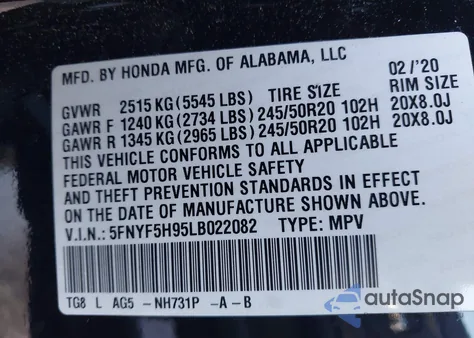 MFD. BY HONDA MFG. OF ALABAMA, LLC
02/'20
GVWR 2515 KG (5545 LBS) TIRE SIZE RIM SIZE
GAWR F 1240 KG (2734 LBS) 245/50R20 102H 20X8.0J
GAWR R 1345 KG (2965 LBS) 245/50R20 102H 20X8.0J
THIS VEHICLE CONFORMS TO ALL APPLICABLE
FEDERAL MOTOR VEHICLE SAFETY
AND THEFT PREVENTION STANDARDS IN EFFECT
ON THE DATE OF MANUFACTURE SHOWN ABOVE.
V.I.N.: 5FNYF5H95LB022082 TYPE: MPV
TG8 L AG5 -NH731P -A -B
autoSnap